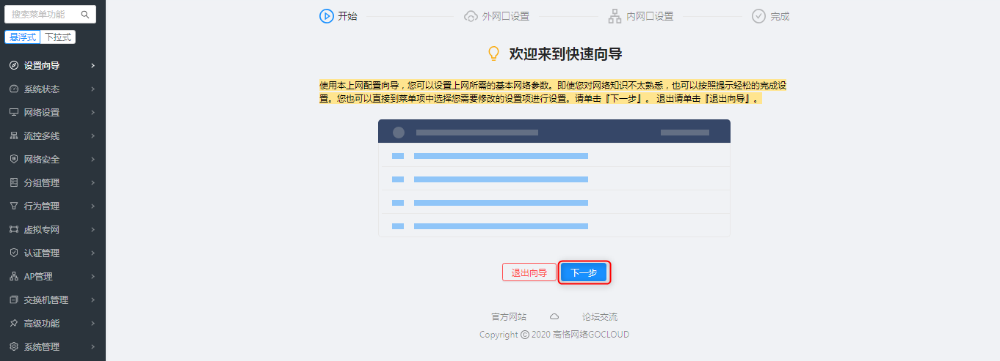 搜索菜单功能
悬浮式 下拉式
设置向导
系统状态
网络设置
流控多线
网络安全
分组管理
行为管理
虚拟专网
认证管理
AP管理
交换机管理
高级功能
系统管理
开始 外网口设置 内网口设置 完成
欢迎来到快速向导
使用本上网配置向导，您可以设置上网所需的基本网络参数。即使您对网络知识不太熟悉，也可以按照提示轻松的完成设
置。您也可以直接到菜单项中选择您需要修改的设置项进行设置。请单击『下一步』。 退出请单击『退出向导』。
退出向导 下一步
官方网站 论坛交流
Copyright © 2020 高恪网络GOCLOUD